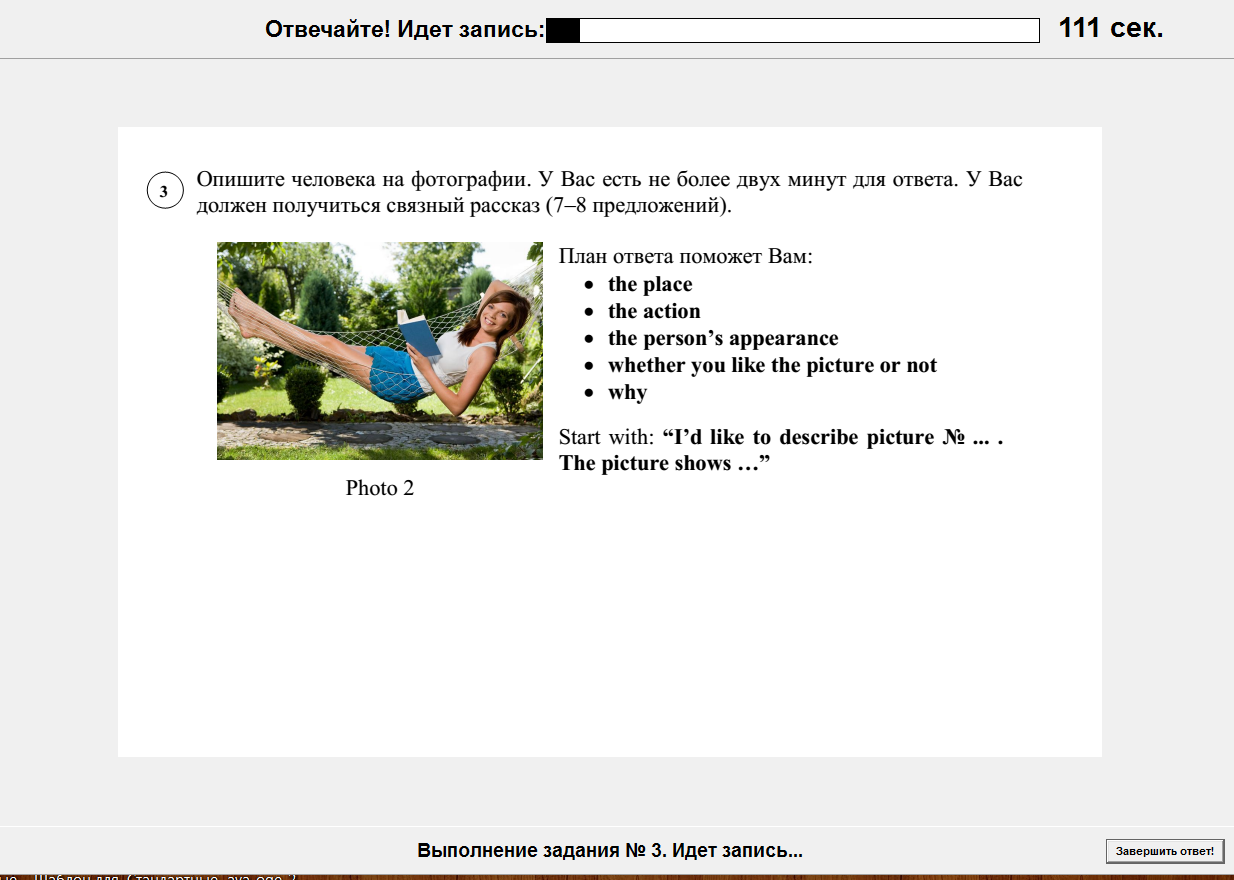 Отвечайте! Идет запись: 111 сек.
3
Опишите человека на фотографии. У Вас есть не более двух минут для ответа. У Вас
должен получиться связный рассказ (7–8 предложений).
План ответа поможет Вам:
• the place
• the action
• the person’s appearance
• whether you like the picture or not
• why
Start with: “I’d like to describe picture № ... .
The picture shows …”
Photo 2
Выполнение задания № 3. Идет запись...
Завершить ответ!